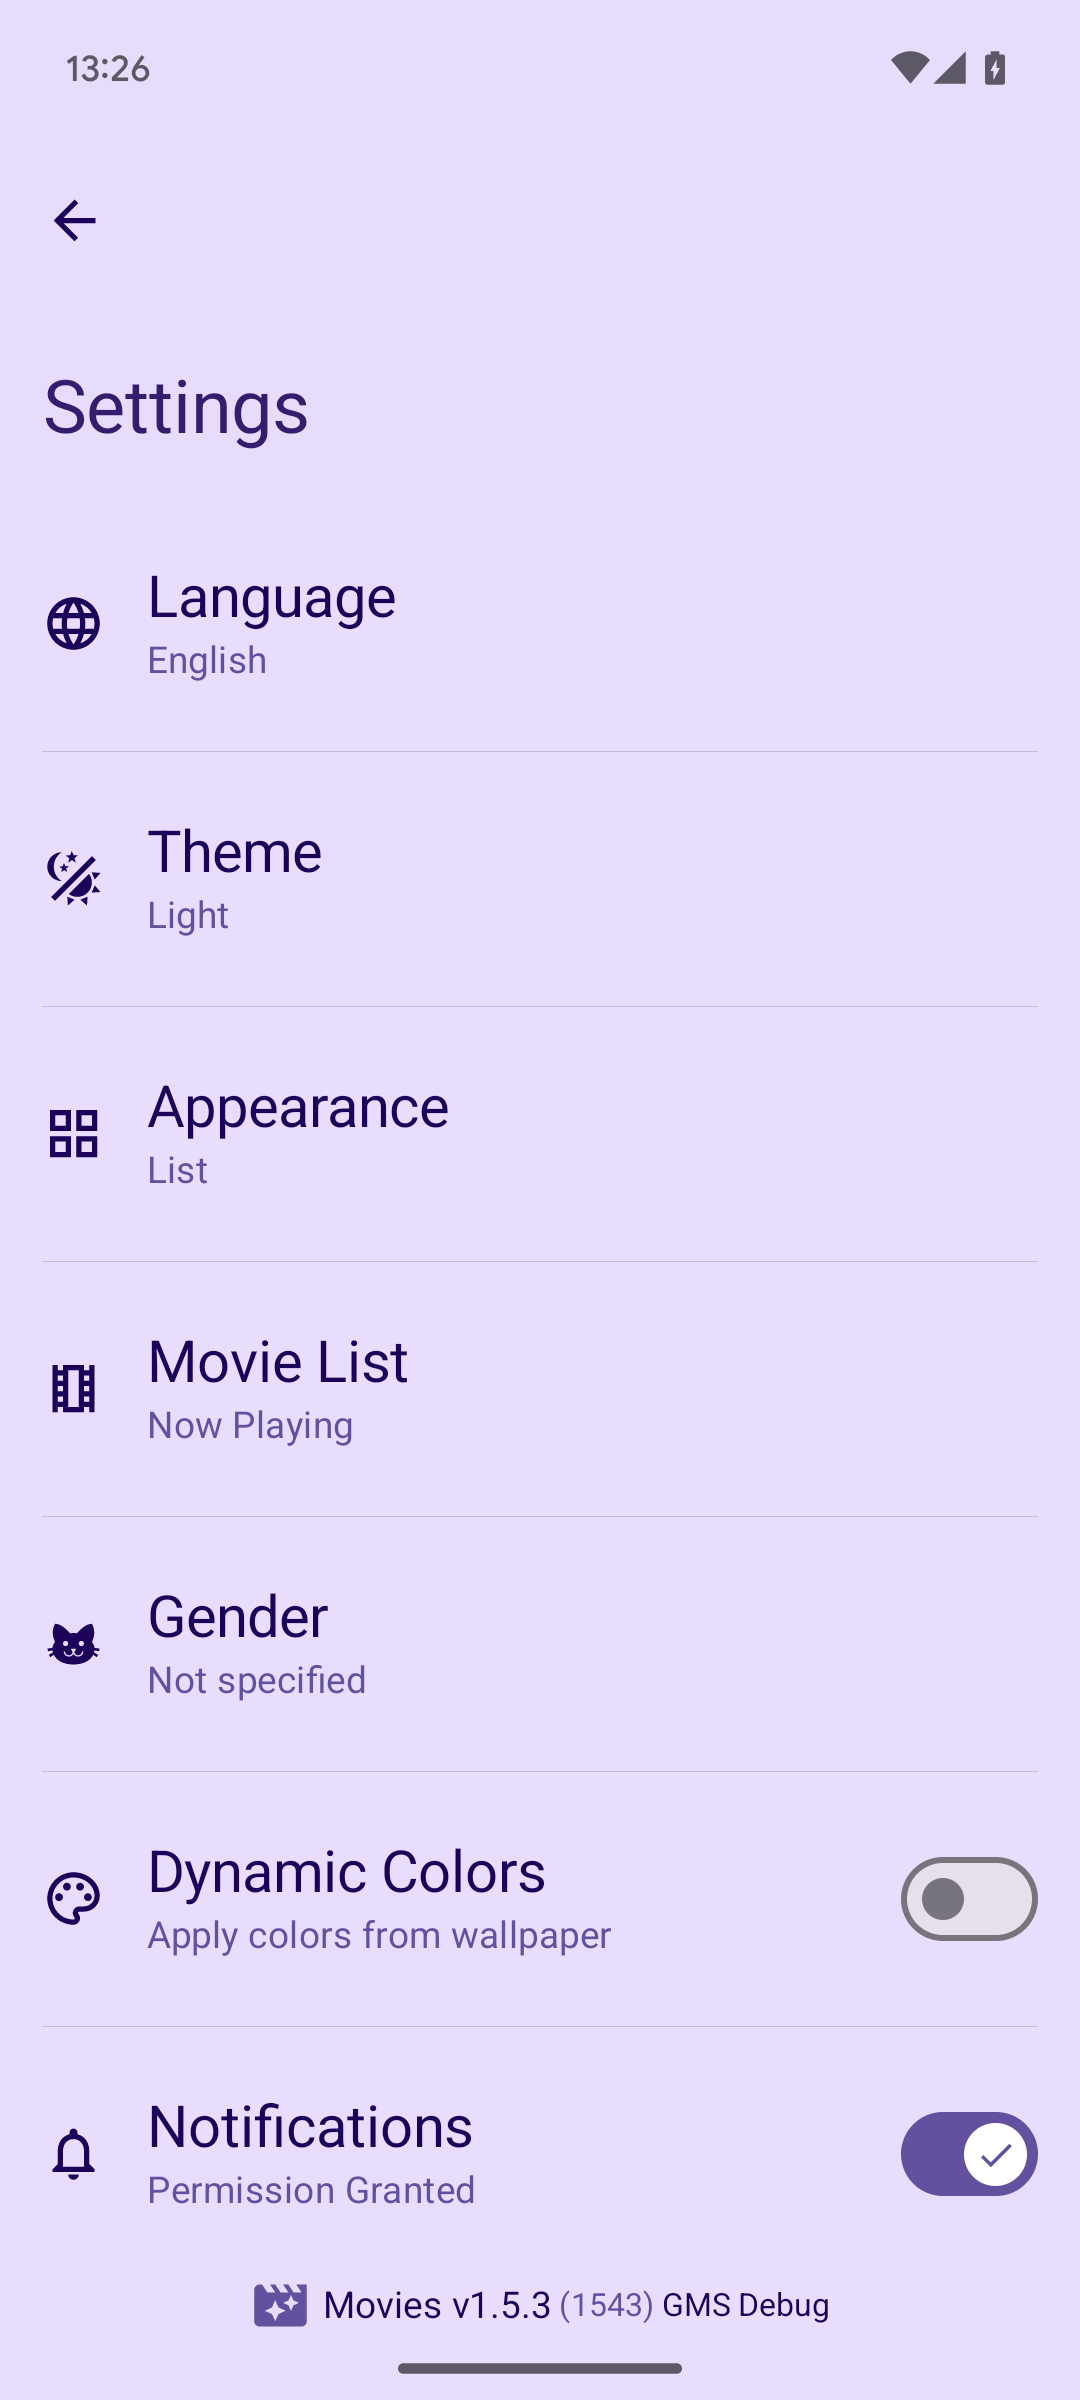 13:26
Settings
Language
English
Theme
Light
Appearance
List
Movie List
Now Playing
Gender
Not specified
Dynamic Colors
Apply colors from wallpaper
Notifications
Permission Granted
Movies v1.5.3 (1543) GMS Debug